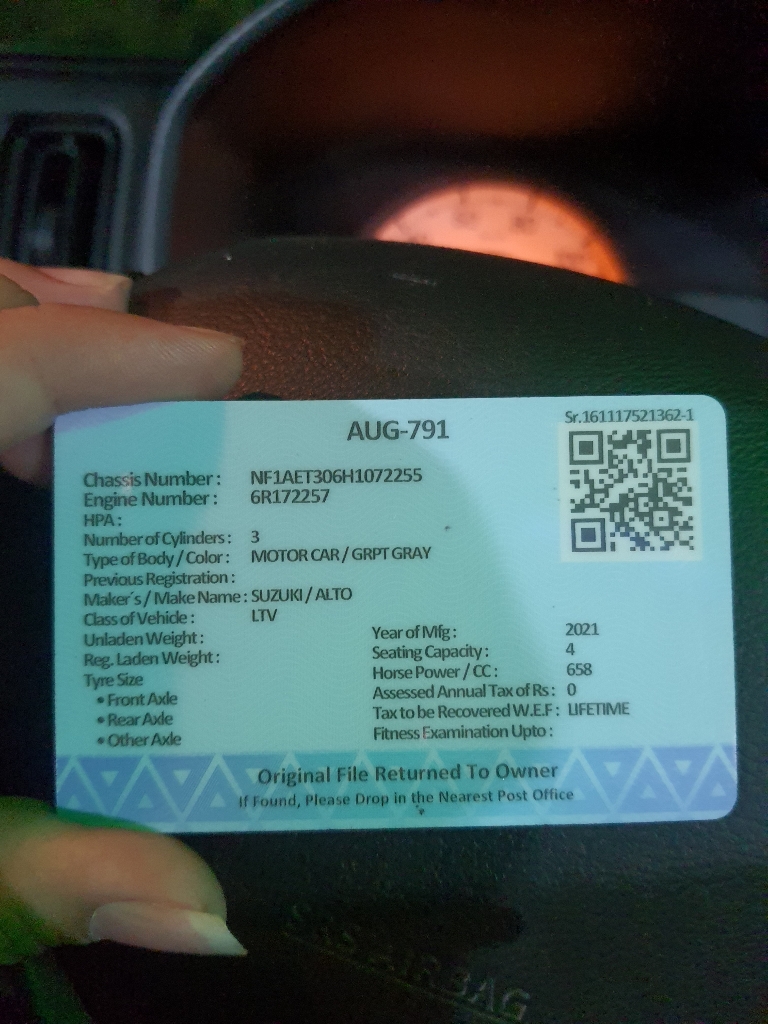 AUG-791
Sr.161117521362-1
Chassis Number : NF1AET306H1072255
Engine Number : 6R172257
HPA :
Number of Cylinders : 3
Type of Body / Color : MOTOR CAR / GRPT GRAY
Previous Registration :
Maker's / Make Name : SUZUKI / ALTO
Class of Vehicle : LTV
Unladen Weight :
Reg. Laden Weight :
Tyre Size
• Front Axle
• Rear Axle
• Other Axle
Year of Mfg : 2021
Seating Capacity : 4
Horse Power / CC : 658
Assessed Annual Tax of Rs : 0
Tax to be Recovered W.E.F : LIFETIME
Fitness Examination Upto :
Original File Returned To Owner
If Found, Please Drop in the Nearest Post Office
SRS AIRBAG